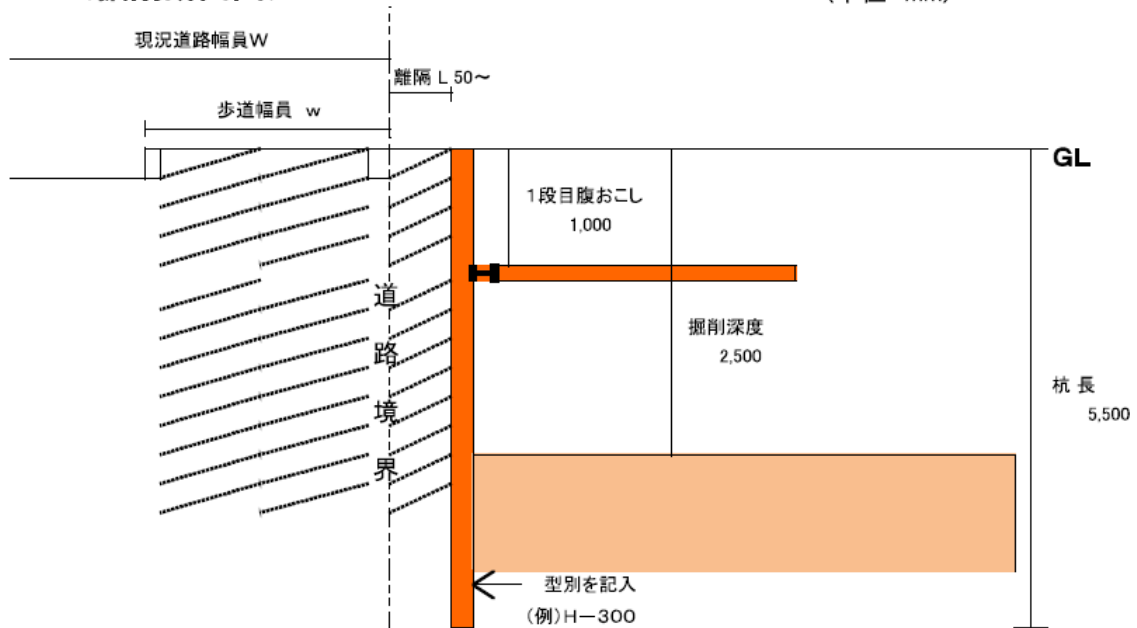 現況道路幅員W
離隔 L 50~
歩道幅員 w
GL
1段目腹おこし
1,000
道路境界
掘削深度
2,500
杭 長
5,500
型別を記入
(例)H-300